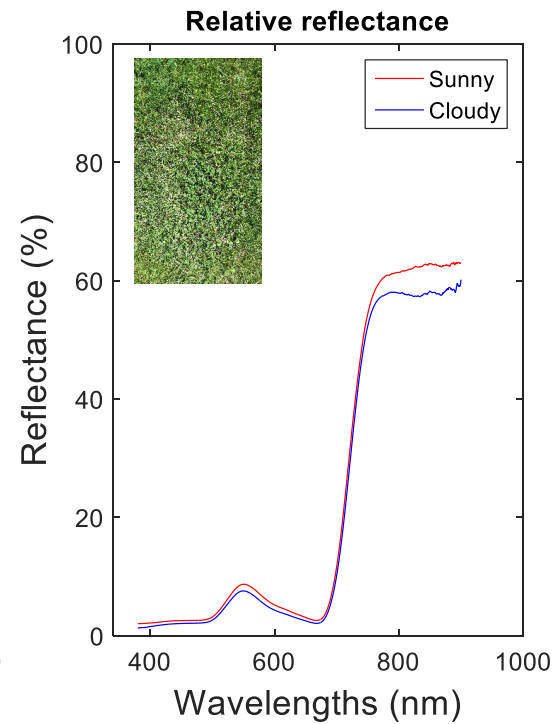 Relative reflectance
100
Sunny
Cloudy
80
60
40
20
0
Reflectance (%)
400 600 800 1000
Wavelengths (nm)